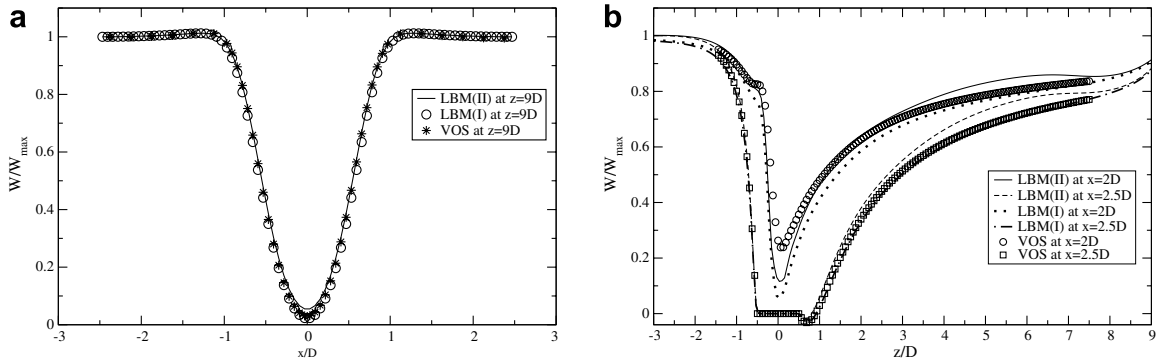 a
1
0.8
0.6
0.4
0.2
0
W/Wmax
-3
-2
-1
0
1
2
3
x/D
LBM(II) at z=9D
LBM(I) at z=9D
VOS at z=9D
b
1
0.8
0.6
0.4
0.2
0
W/Wmax
-3
-2
-1
0
1
2
3
4
5
6
7
8
9
z/D
LBM(II) at x=2D
LBM(II) at x=2.5D
LBM(I) at x=2D
LBM(I) at x=2.5D
VOS at x=2D
VOS at x=2.5D